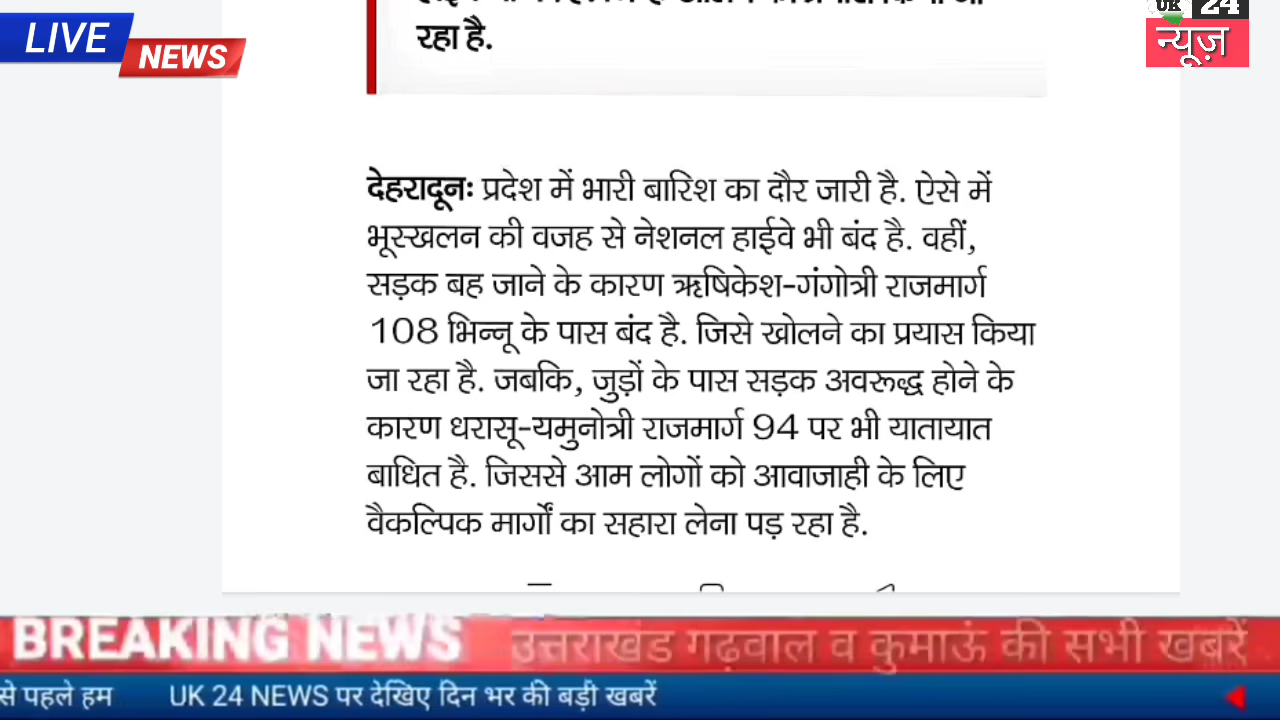 LIVE
NEWS
UK 24
न्यूज़
रहा है.
देहरादूनः प्रदेश में भारी बारिश का दौर जारी है. ऐसे में
भूस्खलन की वजह से नेशनल हाईवे भी बंद है. वहीं,
सड़क बह जाने के कारण ऋषिकेश-गंगोत्री राजमार्ग
108 भिन्नू के पास बंद है. जिसे खोलने का प्रयास किया
जा रहा है. जबकि, जुड़ों के पास सड़क अवरूद्ध होने के
कारण धरासू-यमुनोत्री राजमार्ग 94 पर भी यातायात
बाधित है. जिससे आम लोगों को आवाजाही के लिए
वैकल्पिक मार्गों का सहारा लेना पड़ रहा है.
BREAKING NEWS उत्तराखंड गढ़वाल व कुमाऊं की सभी खबरें
से पहले हम UK 24 NEWS पर देखिए दिन भर की बड़ी खबरें